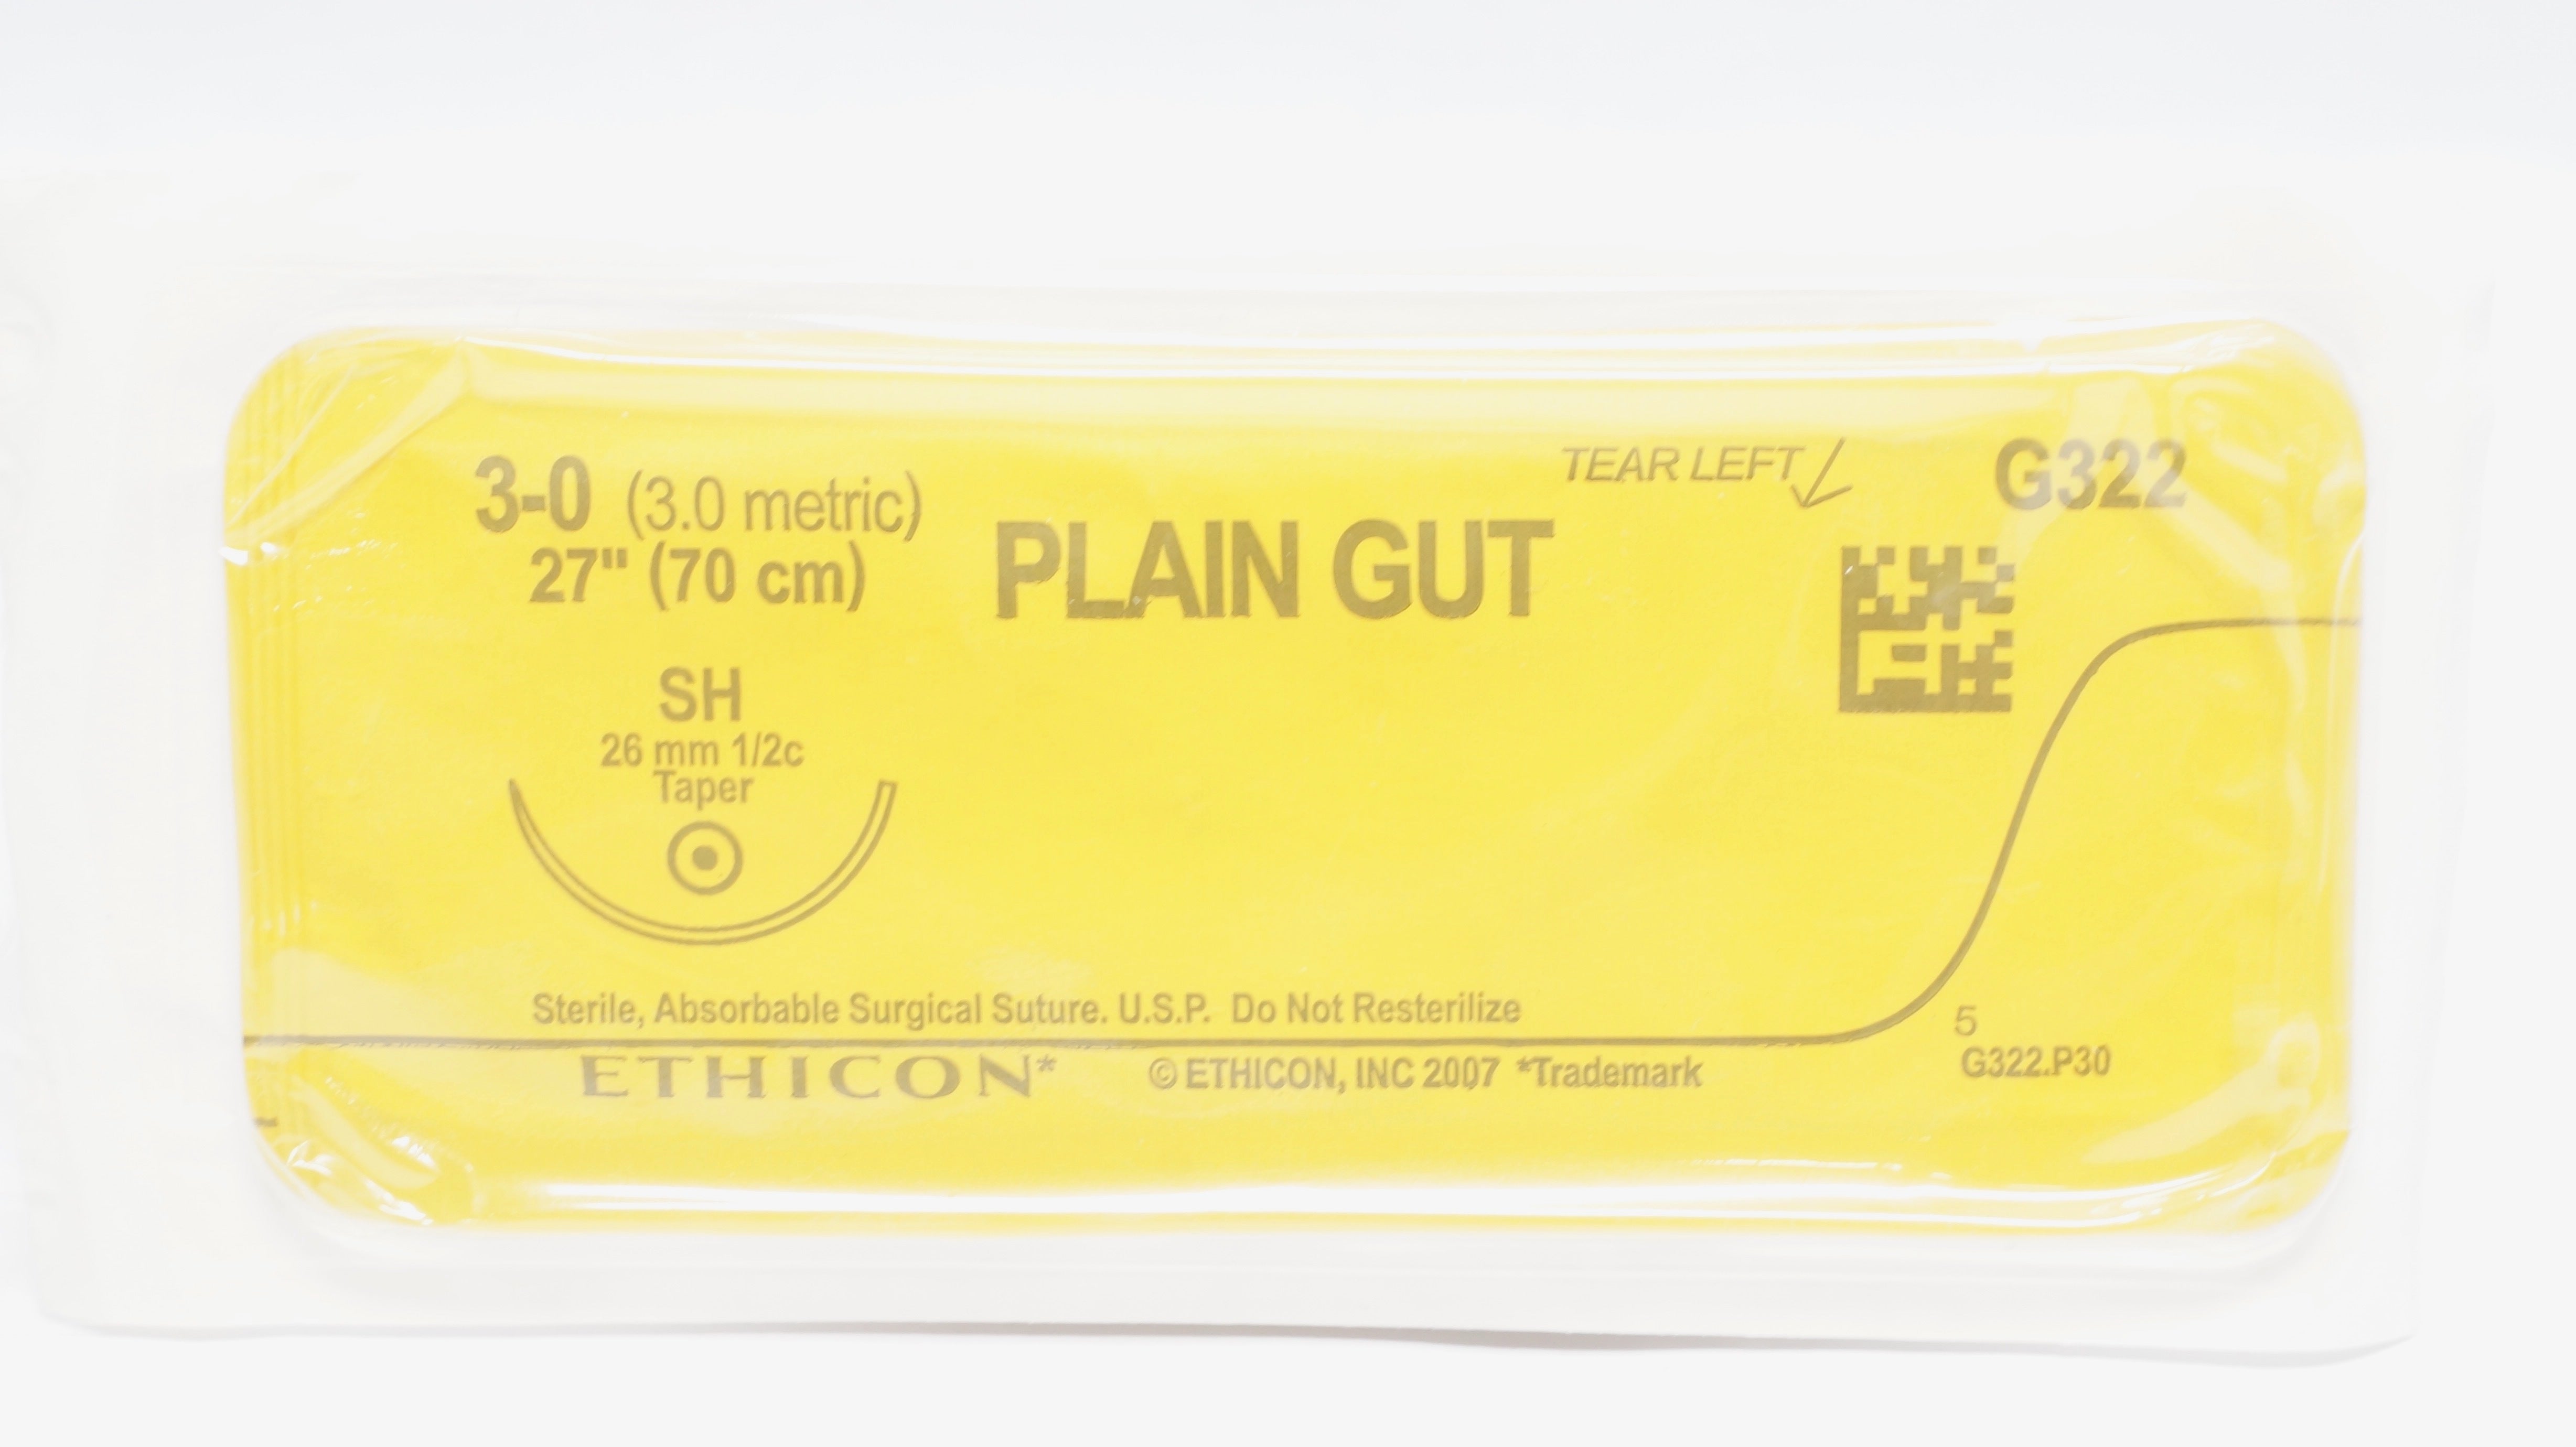 3-0 (3.0 metric)
27" (70 cm)
PLAIN GUT
TEAR LEFT
G322
SH
26 mm 1/2c
Taper
Sterile, Absorbable Surgical Suture. U.S.P. Do Not Resterilize
ETHICON*
© ETHICON, INC 2007 *Trademark
5
G322.P30